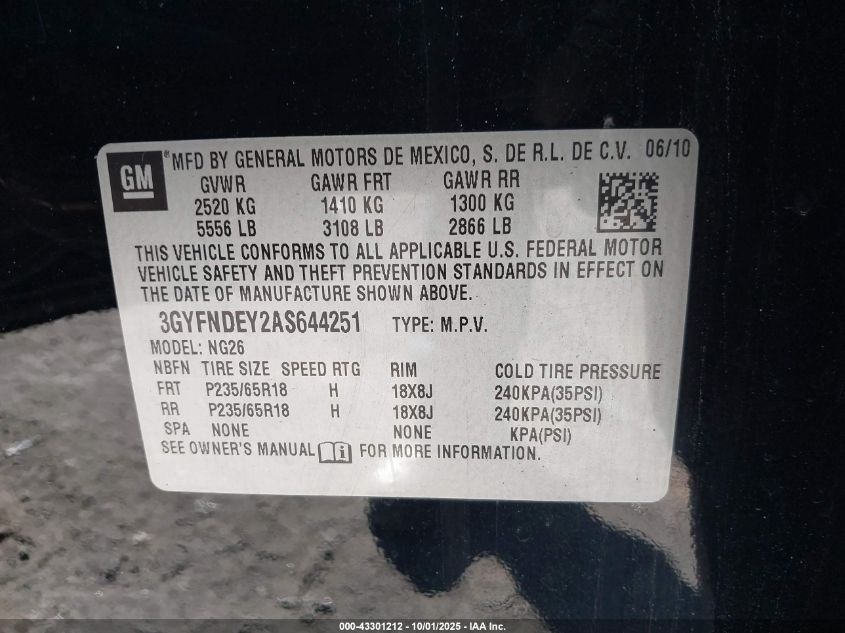 GM ® MFD BY GENERAL MOTORS DE MEXICO, S. DE R.L. DE C.V. 06/10
GVWR GAWR FRT GAWR RR
2520 KG 1410 KG 1300 KG
5556 LB 3108 LB 2866 LB
THIS VEHICLE CONFORMS TO ALL APPLICABLE U.S. FEDERAL MOTOR
VEHICLE SAFETY AND THEFT PREVENTION STANDARDS IN EFFECT ON
THE DATE OF MANUFACTURE SHOWN ABOVE.
3GYFNDEY2AS644251 TYPE: M.P.V.
MODEL: NG26
NBFN TIRE SIZE SPEED RTG RIM COLD TIRE PRESSURE
FRT P235/65R18 H 18X8J 240KPA(35PSI)
RR P235/65R18 H 18X8J 240KPA(35PSI)
SPA NONE NONE KPA(PSI)
SEE OWNER'S MANUAL i FOR MORE INFORMATION.
000-43301212 - 10/01/2025 - IAA Inc.